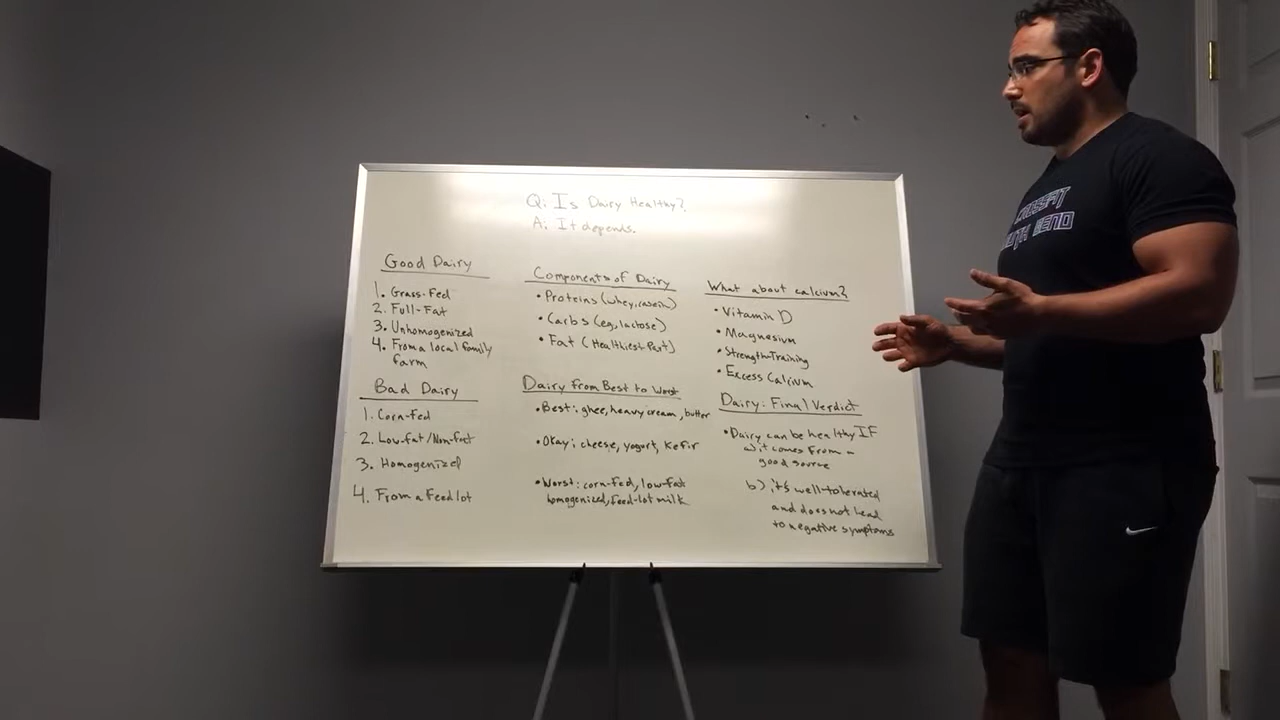 Q: Is Dairy Healthy?
A: It depends.
Good Dairy
1. Grass-Fed
2. Full-Fat
3. Unhomogenized
4. From a local family
farm
Bad Dairy
1. Corn-Fed
2. Low-fat/Non-fat
3. Homogenized
4. From a Feed lot
Components of Dairy
• Proteins (whey, casein)
• Carbs (eg, lactose)
• Fat (Healthiest Part)
Dairy from Best to Worst
• Best: ghee, heavy cream, butter
• Okay: cheese, yogurt, kefir
• Worst: corn-fed, low-fat
homogenized, feed-lot milk
What about calcium?
• Vitamin D
• Magnesium
• Strength-Training
• Excess Calcium
Dairy: Final Verdict
• Dairy can be healthy IF
a) it comes from a
good source
b) it's well-tolerated
and does not lead
to negative symptoms
CROSSFIT
SOUTH BEND